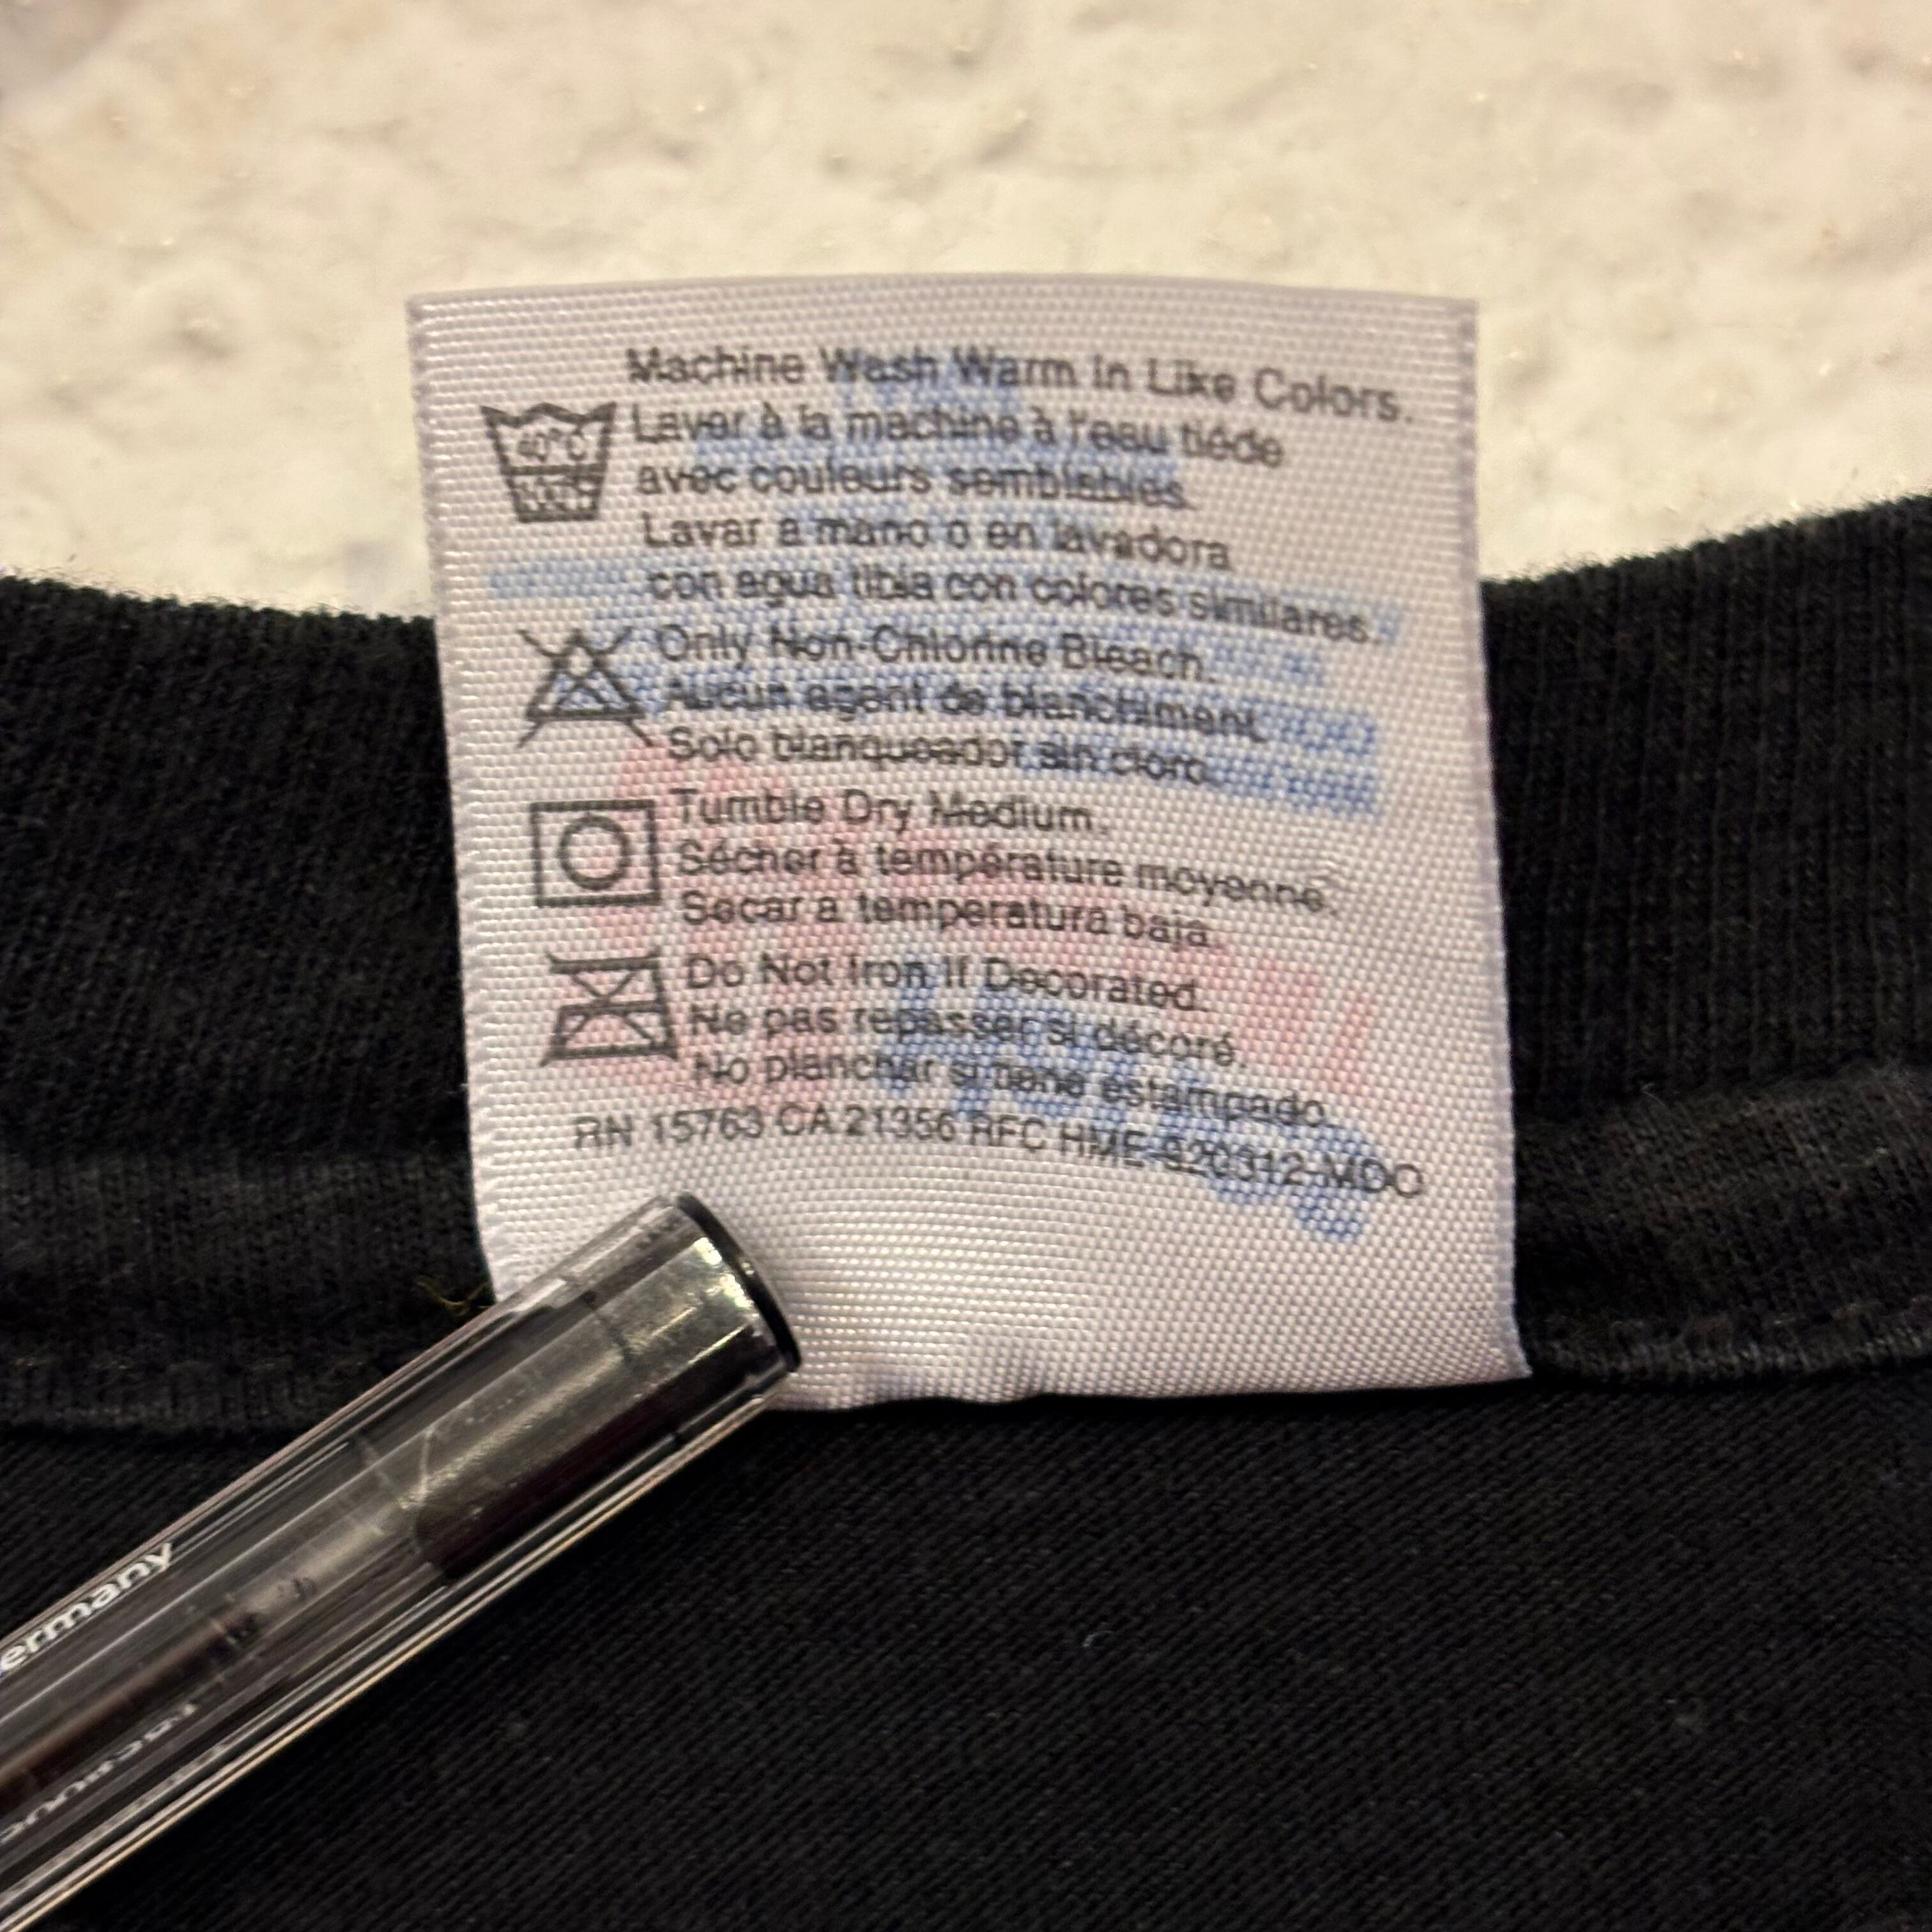 Machine Wash Warm in Like Colors.
40°C
Laver à la machine à l'eau tiéde
avec couleurs semblables.
Lavar a mano o en lavadora
con agua tibia con colores similares.
Only Non-Chlorine Bleach.
Aucun agent de blanchiment.
Solo blanqueador sin cloro.
Tumble Dry Medium.
Sécher à température moyenne.
Secar a temperatura baja.
Do Not Iron If Decorated.
Ne pas repasser si décoré.
No planchar si tiene estampado.
RN 15763 CA 21356 RFC HME-920312-MDO
ermany